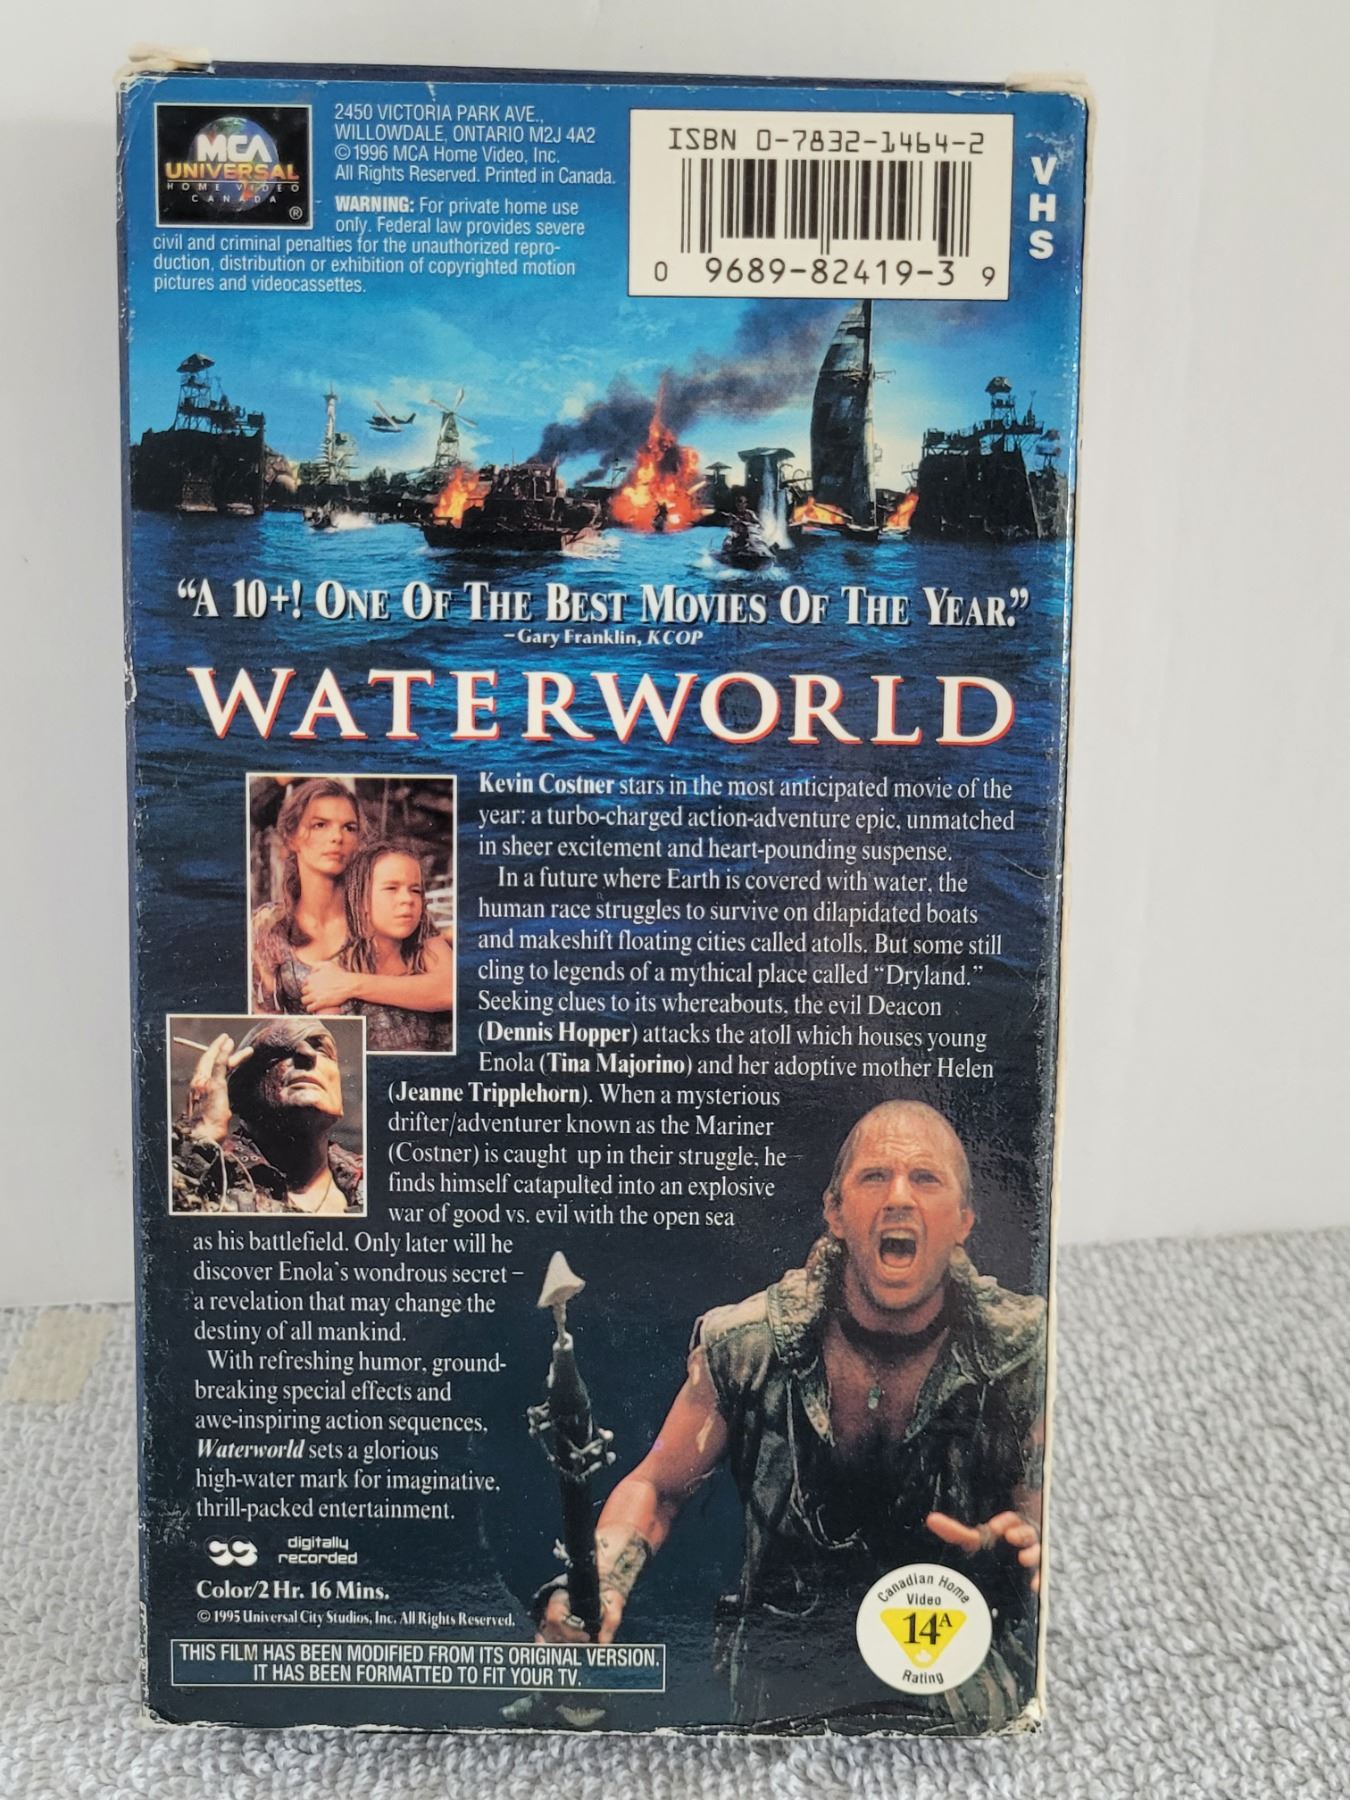 MCA
UNIVERSAL
HOME VIDEO
CANADA
®
2450 VICTORIA PARK AVE.,
WILLOWDALE, ONTARIO M2J 4A2
©1996 MCA Home Video, Inc.
All Rights Reserved. Printed in Canada.
WARNING: For private home use
only. Federal law provides severe
civil and criminal penalties for the unauthorized repro-
duction, distribution or exhibition of copyrighted motion
pictures and videocassettes.
ISBN 0-7832-1464-2
0 9689-82419-3 9
VHS
“A 10+! ONE OF THE BEST MOVIES OF THE YEAR.”
–Gary Franklin, KCOP
WATERWORLD
Kevin Costner stars in the most anticipated movie of the
year: a turbo-charged action-adventure epic, unmatched
in sheer excitement and heart-pounding suspense.
In a future where Earth is covered with water, the
human race struggles to survive on dilapidated boats
and makeshift floating cities called atolls. But some still
cling to legends of a mythical place called “Dryland.”
Seeking clues to its whereabouts, the evil Deacon
(Dennis Hopper) attacks the atoll which houses young
Enola (Tina Majorino) and her adoptive mother Helen
(Jeanne Tripplehorn). When a mysterious
drifter/adventurer known as the Mariner
(Costner) is caught up in their struggle, he
finds himself catapulted into an explosive
war of good vs. evil with the open sea
as his battlefield. Only later will he
discover Enola's wondrous secret –
a revelation that may change the
destiny of all mankind.
With refreshing humor, ground-
breaking special effects and
awe-inspiring action sequences,
Waterworld sets a glorious
high-water mark for imaginative,
thrill-packed entertainment.
CC digitally
recorded
Color/2 Hr. 16 Mins.
© 1995 Universal City Studios, Inc. All Rights Reserved.
THIS FILM HAS BEEN MODIFIED FROM ITS ORIGINAL VERSION.
IT HAS BEEN FORMATTED TO FIT YOUR TV.
Canadian Home
Video
14A
Rating